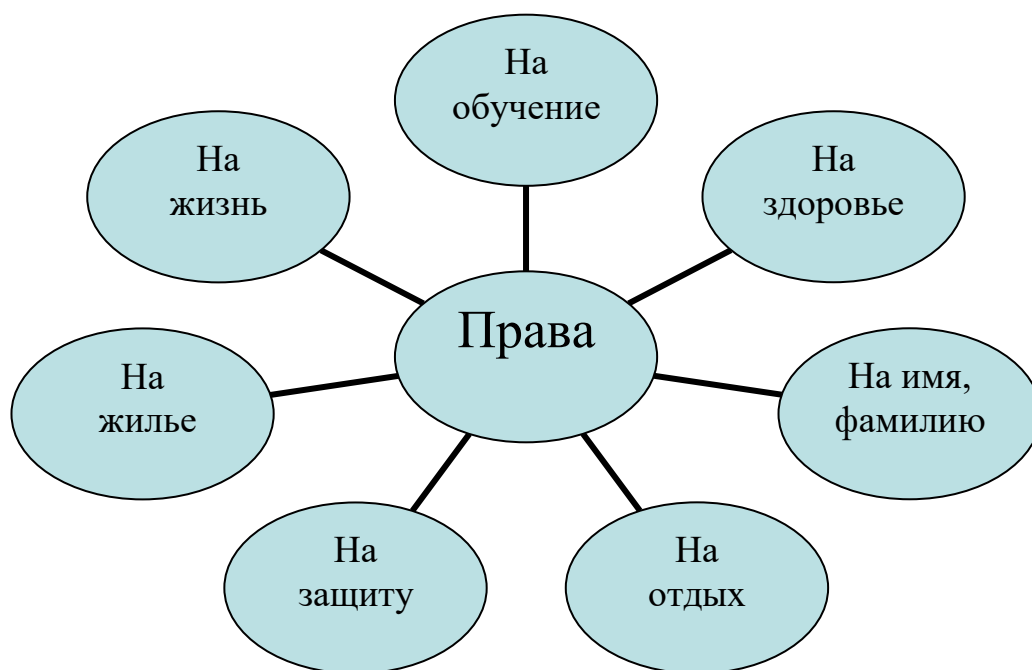 На
обучение
На
жизнь
На
здоровье
Права
На
жилье
На имя,
фамилию
На
защиту
На
отдых